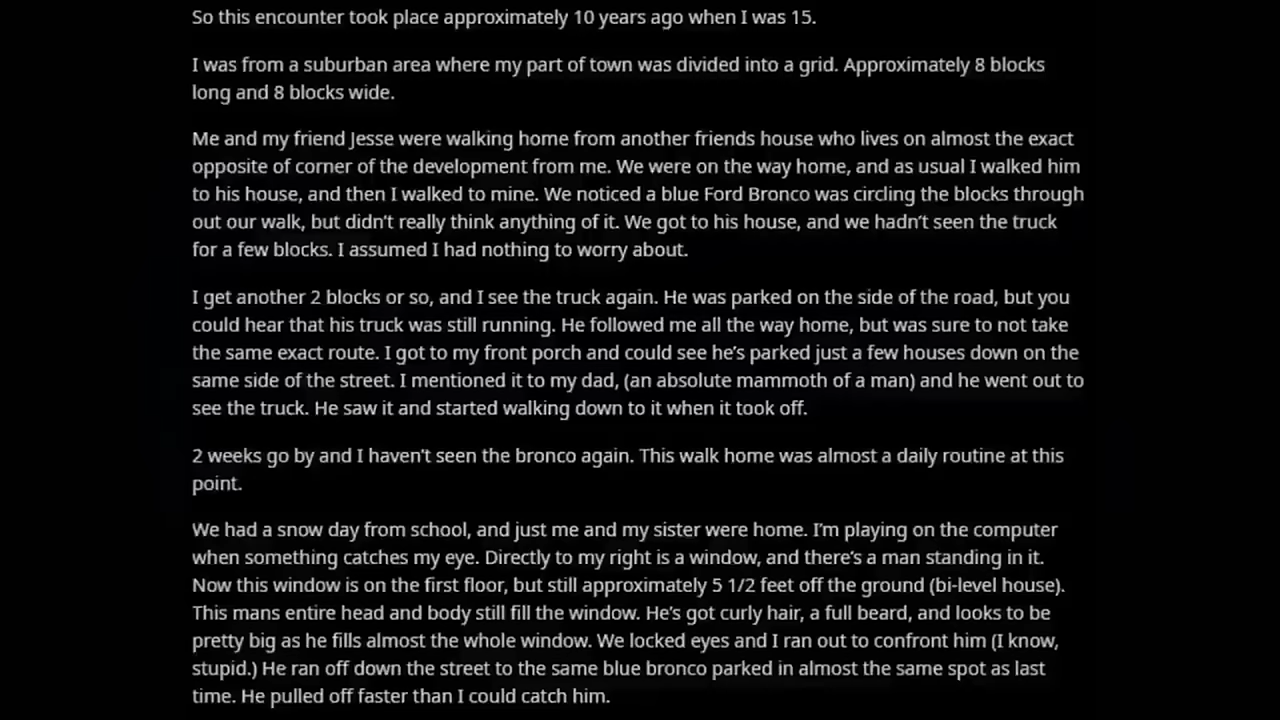 So this encounter took place approximately 10 years ago when I was 15.
I was from a suburban area where my part of town was divided into a grid. Approximately 8 blocks
long and 8 blocks wide.
Me and my friend Jesse were walking home from another friends house who lives on almost the exact
opposite of corner of the development from me. We were on the way home, and as usual I walked him
to his house, and then I walked to mine. We noticed a blue Ford Bronco was circling the blocks through
out our walk, but didn't really think anything of it. We got to his house, and we hadn't seen the truck
for a few blocks. I assumed I had nothing to worry about.
I get another 2 blocks or so, and I see the truck again. He was parked on the side of the road, but you
could hear that his truck was still running. He followed me all the way home, but was sure to not take
the same exact route. I got to my front porch and could see he's parked just a few houses down on the
same side of the street. I mentioned it to my dad, (an absolute mammoth of a man) and he went out to
see the truck. He saw it and started walking down to it when it took off.
2 weeks go by and I haven't seen the bronco again. This walk home was almost a daily routine at this
point.
We had a snow day from school, and just me and my sister were home. I'm playing on the computer
when something catches my eye. Directly to my right is a window, and there's a man standing in it.
Now this window is on the first floor, but still approximately 5 1/2 feet off the ground (bi-level house).
This mans entire head and body still fill the window. He's got curly hair, a full beard, and looks to be
pretty big as he fills almost the whole window. We locked eyes and I ran out to confront him (I know,
stupid.) He ran off down the street to the same blue bronco parked in almost the same spot as last
time. He pulled off faster than I could catch him.